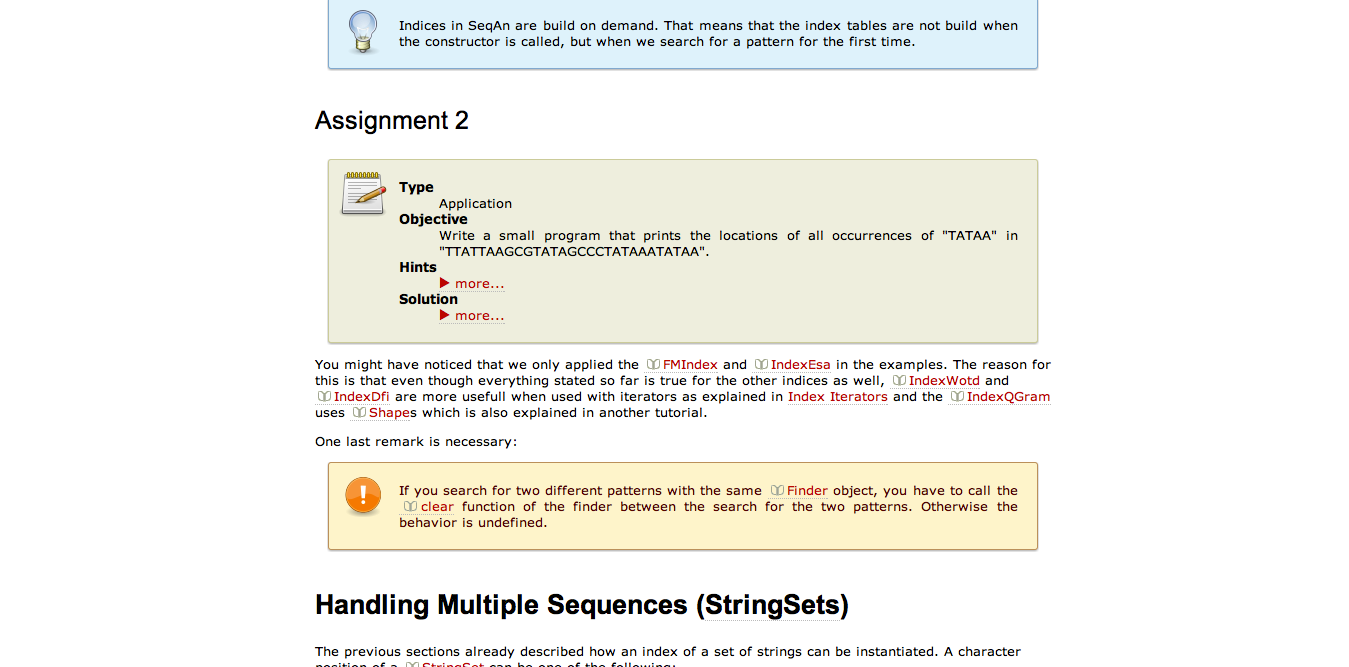 Indices in SeqAn are build on demand. That means that the index tables are not build when
the constructor is called, but when we search for a pattern for the first time.
Assignment 2
Type
Application
Objective
Write a small program that prints the locations of all occurrences of "TATAA" in
"TTATTAAGCGTATAGCCCTATAAATATAA".
Hints
more...
Solution
more...
You might have noticed that we only applied the FMIndex and IndexEsa in the examples. The reason for
this is that even though everything stated so far is true for the other indices as well, IndexWotd and
IndexDfi are more usefull when used with iterators as explained in Index Iterators and the IndexQGram
uses Shapes which is also explained in another tutorial.
One last remark is necessary:
If you search for two different patterns with the same Finder object, you have to call the
clear function of the finder between the search for the two patterns. Otherwise the
behavior is undefined.
Handling Multiple Sequences (StringSets)
The previous sections already described how an index of a set of strings can be instantiated. A character
position of a StringSet can be one of the following: